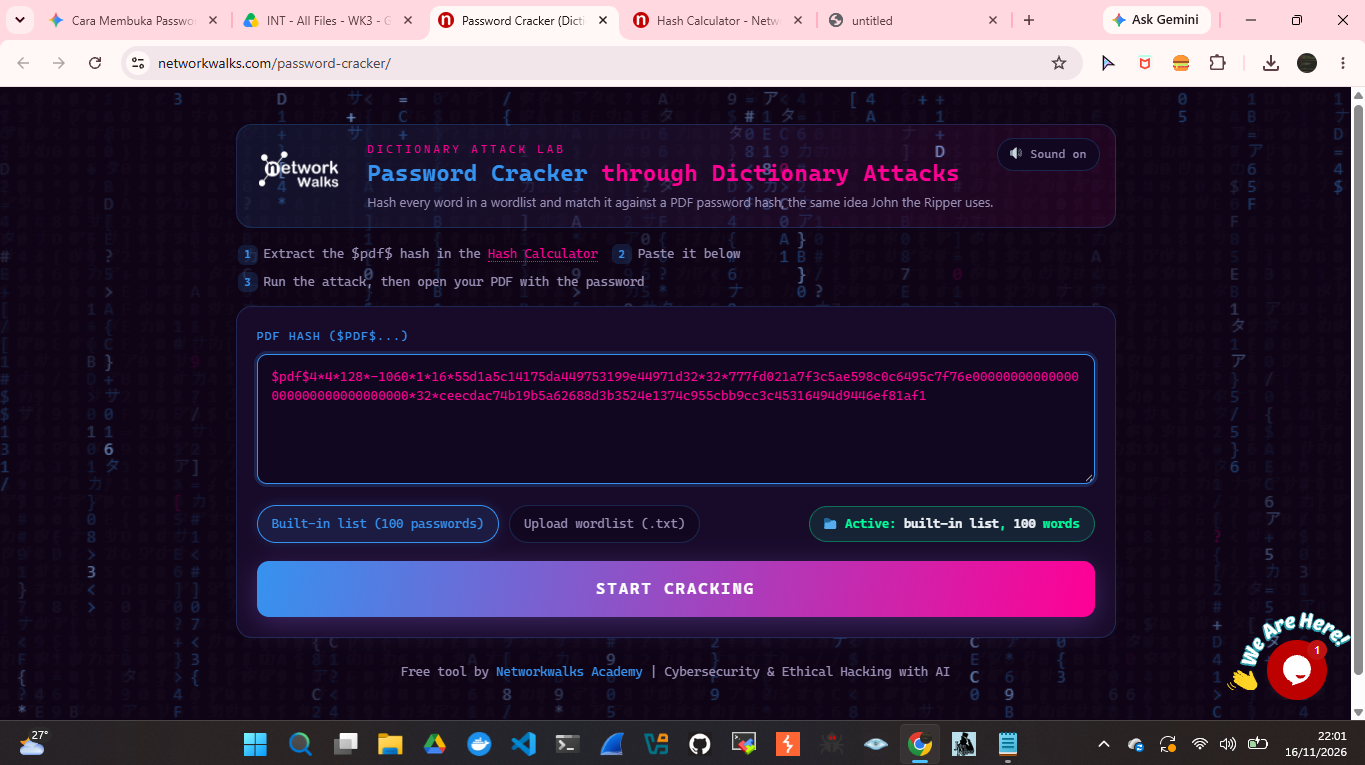 Cara Membuka Passwo
INT - All Files - WK3 - G
Password Cracker (Dicti
Hash Calculator - Netw
untitled
Ask Gemini
networkwalks.com/password-cracker/
network
Walks
DICTIONARY ATTACK LAB
Password Cracker through Dictionary Attacks
Hash every word in a wordlist and match it against a PDF password hash, the same idea John the Ripper uses.
Sound on
1 Extract the $pdf$ hash in the Hash Calculator 2 Paste it below
3 Run the attack, then open your PDF with the password
PDF HASH ($PDF$...)
$pdf$4*4*128*-1060*1*16*55d1a5c14175da449753199e44971d32*32*777fd021a7f3c5ae598c0c6495c7f76e00000000000000
000000000000000000*32*ceecdac74b19b5a62688d3b3524e1374c955cbb9cc3c45316494d9446ef81af1
Built-in list (100 passwords)
Upload wordlist (.txt)
Active: built-in list, 100 words
START CRACKING
Free tool by Networkwalks Academy | Cybersecurity & Ethical Hacking with AI
We Are Here!
1
27°
22:01
16/11/2026